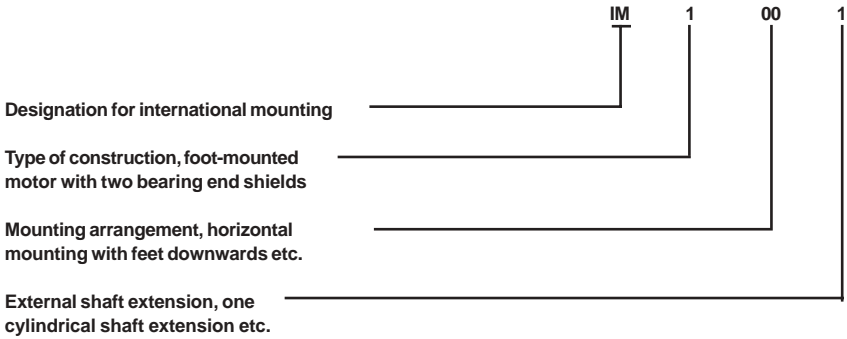 IM 1 00 1
Designation for international mounting
Type of construction, foot-mounted
motor with two bearing end shields
Mounting arrangement, horizontal
mounting with feet downwards etc.
External shaft extension, one
cylindrical shaft extension etc.